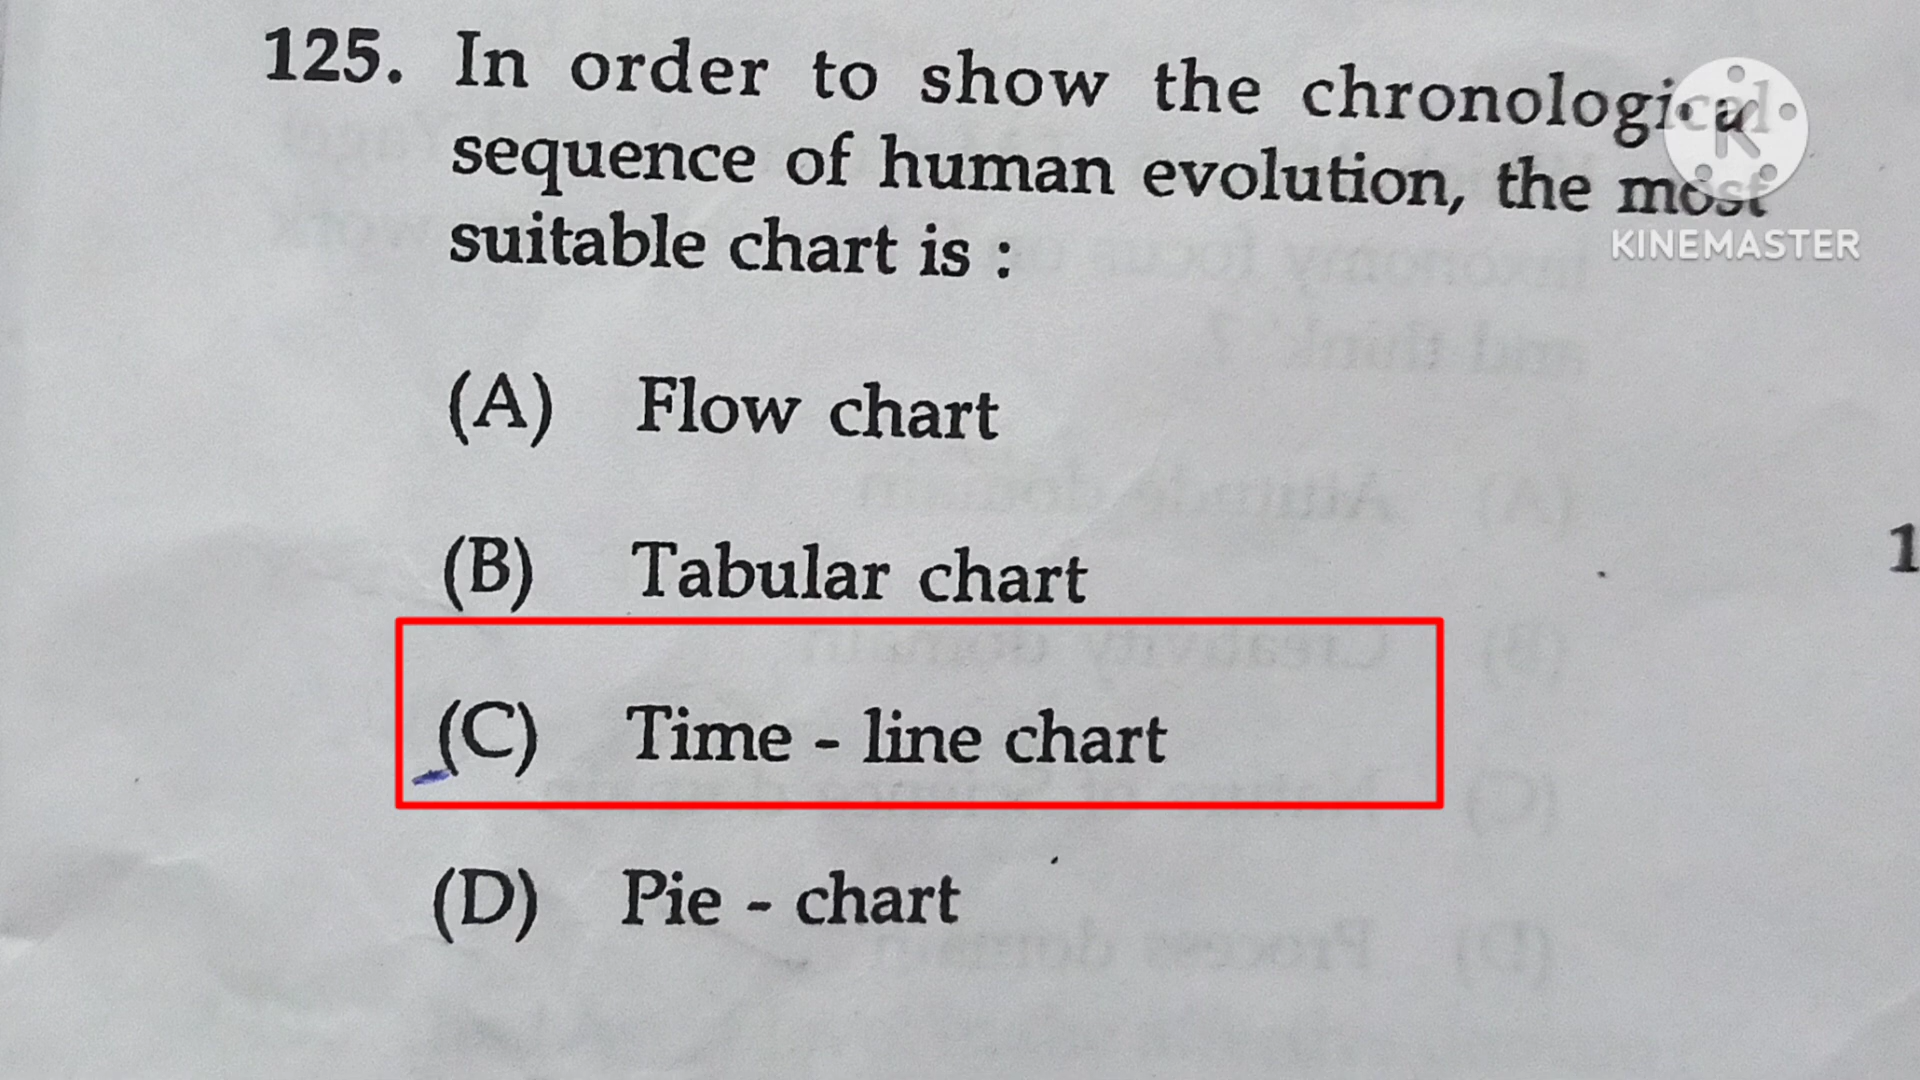 125. In order to show the chronological
sequence of human evolution, the most
suitable chart is :
KINEMASTER
(A) Flow chart
(B) Tabular chart
1
(C) Time - line chart
(D) Pie - chart